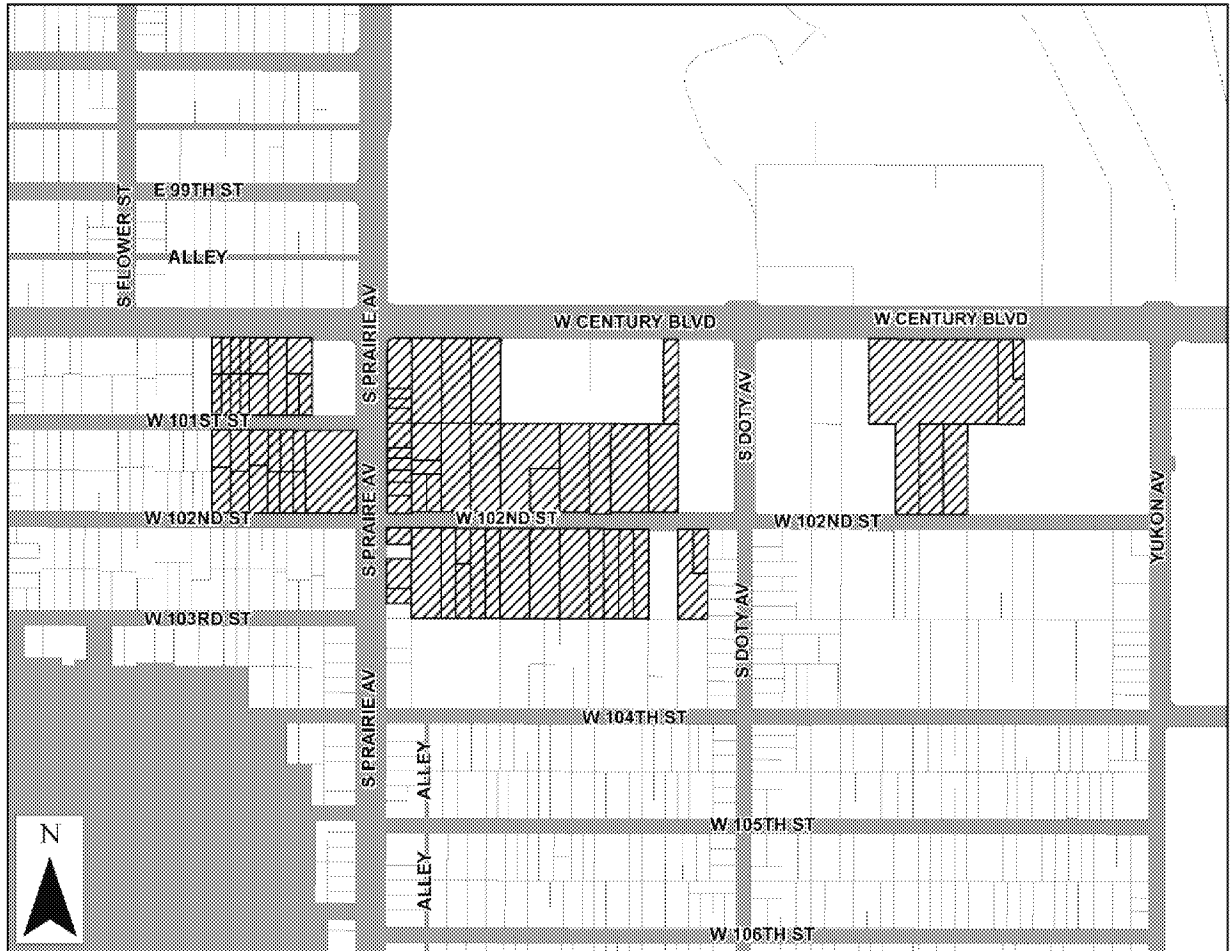 E 99TH ST
S FLOWER ST
ALLEY
S PRAIRIE AV
W CENTURY BLVD
W CENTURY BLVD
W 101ST ST
S DOTY AV
S PRAIRE AV
YUKON AV
W 102ND ST
W 102ND ST
W 102ND ST
W 103RD ST
S DOTY AV
S PRAIRIE AV
W 104TH ST
ALLEY
W 105TH ST
N
ALLEY
W 106TH ST